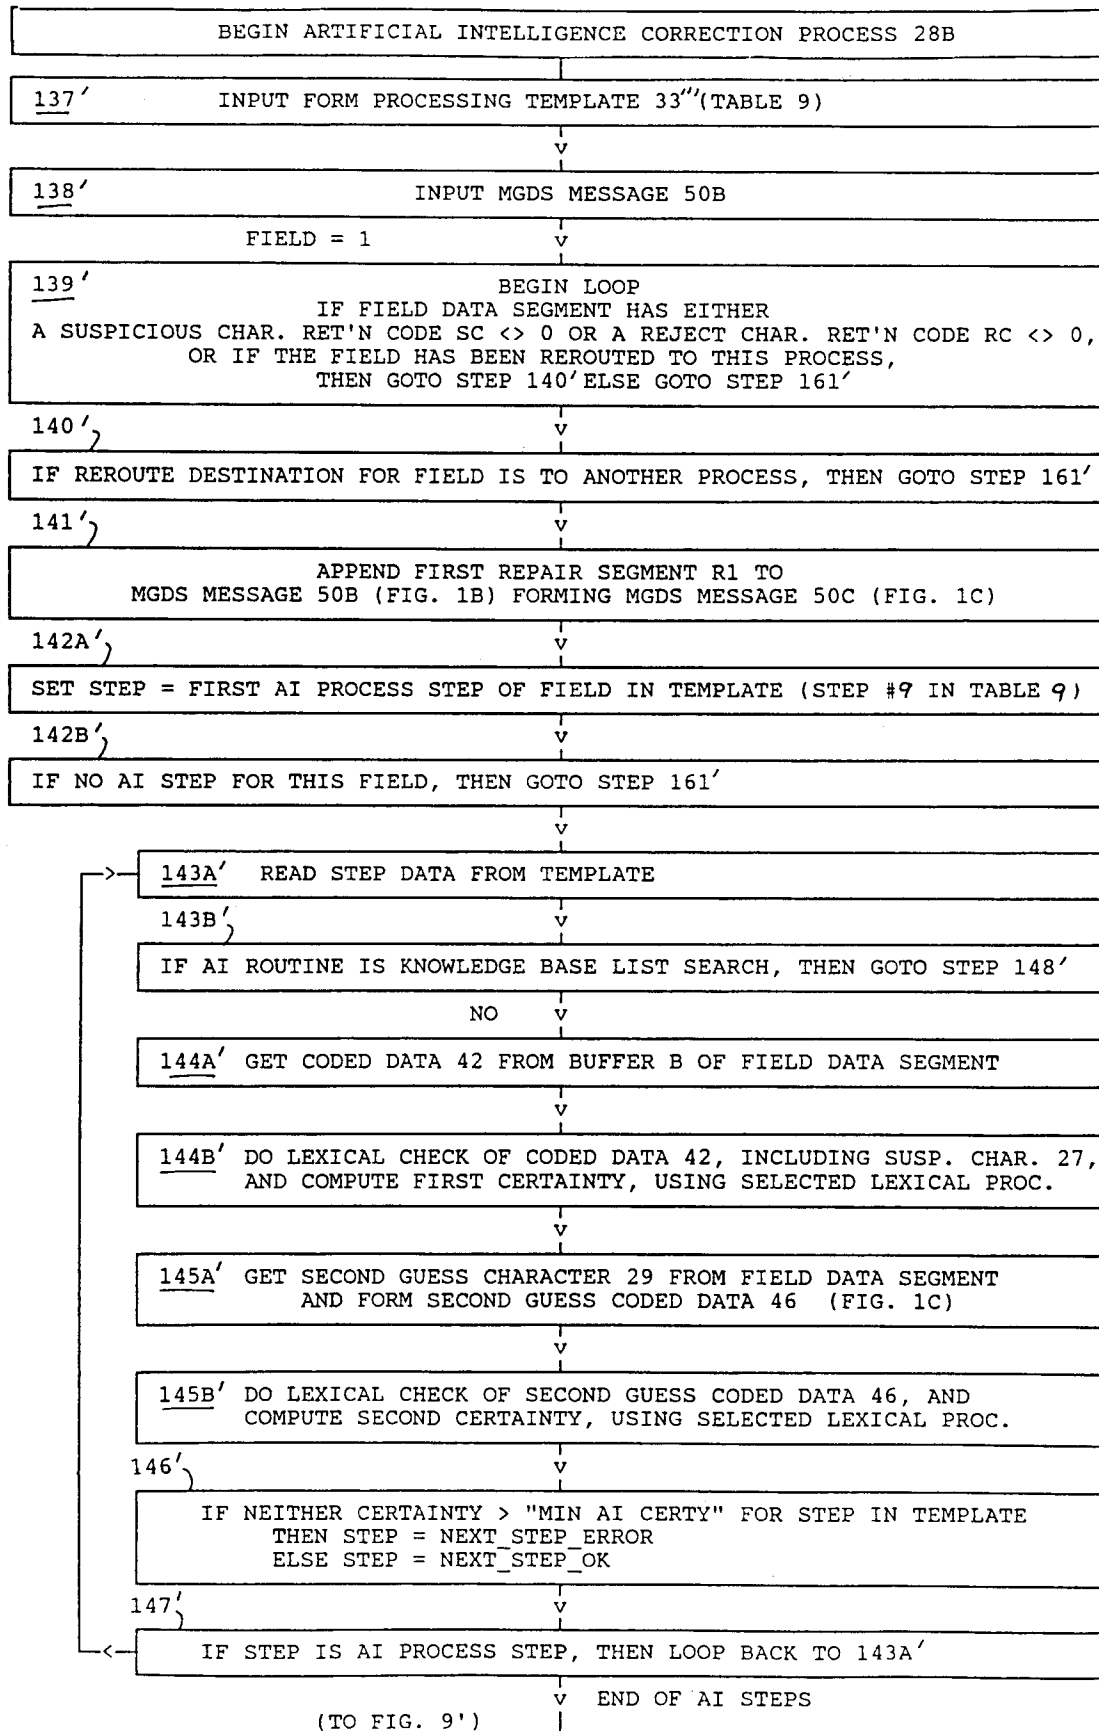 BEGIN ARTIFICIAL INTELLIGENCE CORRECTION PROCESS 28B
137' INPUT FORM PROCESSING TEMPLATE 33''' (TABLE 9)
138' INPUT MGDS MESSAGE 50B
FIELD = 1
139' BEGIN LOOP
IF FIELD DATA SEGMENT HAS EITHER
A SUSPICIOUS CHAR. RET'N CODE SC <> 0 OR A REJECT CHAR. RET'N CODE RC <> 0,
OR IF THE FIELD HAS BEEN REROUTED TO THIS PROCESS,
THEN GOTO STEP 140' ELSE GOTO STEP 161'
140'
IF REROUTE DESTINATION FOR FIELD IS TO ANOTHER PROCESS, THEN GOTO STEP 161'
141'
APPEND FIRST REPAIR SEGMENT R1 TO
MGDS MESSAGE 50B (FIG. 1B) FORMING MGDS MESSAGE 50C (FIG. 1C)
142A'
SET STEP = FIRST AI PROCESS STEP OF FIELD IN TEMPLATE (STEP #9 IN TABLE 9)
142B'
IF NO AI STEP FOR THIS FIELD, THEN GOTO STEP 161'
143A' READ STEP DATA FROM TEMPLATE
143B'
IF AI ROUTINE IS KNOWLEDGE BASE LIST SEARCH, THEN GOTO STEP 148'
NO
144A' GET CODED DATA 42 FROM BUFFER B OF FIELD DATA SEGMENT
144B' DO LEXICAL CHECK OF CODED DATA 42, INCLUDING SUSP. CHAR. 27,
AND COMPUTE FIRST CERTAINTY, USING SELECTED LEXICAL PROC.
145A' GET SECOND GUESS CHARACTER 29 FROM FIELD DATA SEGMENT
AND FORM SECOND GUESS CODED DATA 46 (FIG. 1C)
145B' DO LEXICAL CHECK OF SECOND GUESS CODED DATA 46, AND
COMPUTE SECOND CERTAINTY, USING SELECTED LEXICAL PROC.
146'
IF NEITHER CERTAINTY > "MIN AI CERTY" FOR STEP IN TEMPLATE
THEN STEP = NEXT_STEP_ERROR
ELSE STEP = NEXT_STEP_OK
147'
IF STEP IS AI PROCESS STEP, THEN LOOP BACK TO 143A'
END OF AI STEPS
(TO FIG. 9')